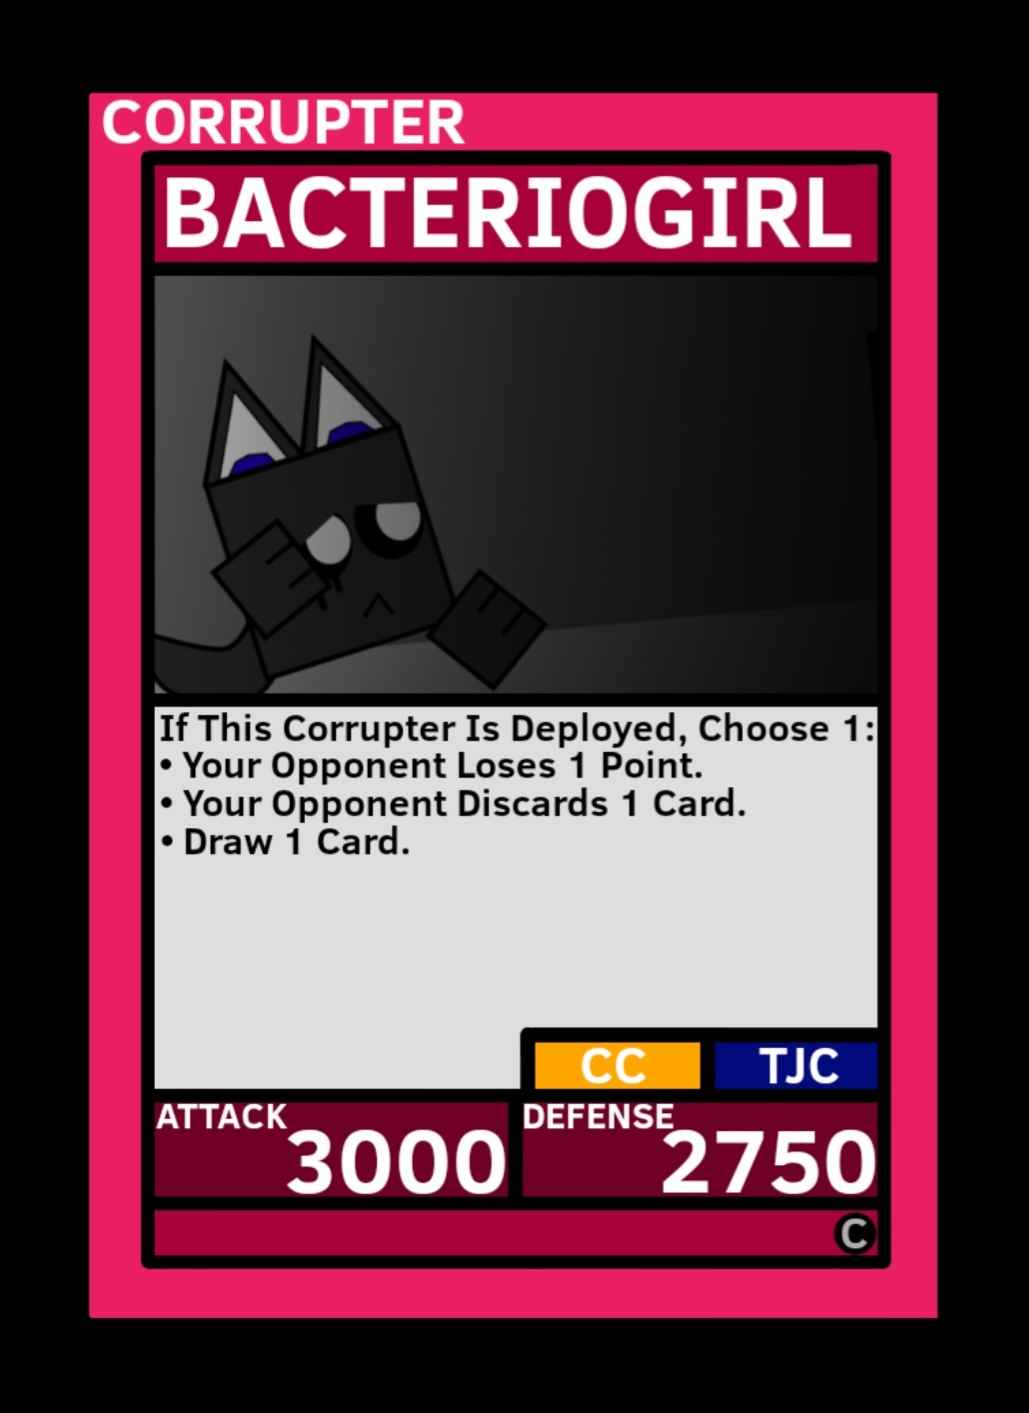 CORRUPTER
BACTERIOGIRL
If This Corrupter Is Deployed, Choose 1:
• Your Opponent Loses 1 Point.
• Your Opponent Discards 1 Card.
• Draw 1 Card.
CC TJC
ATTACK DEFENSE
3000 2750
C